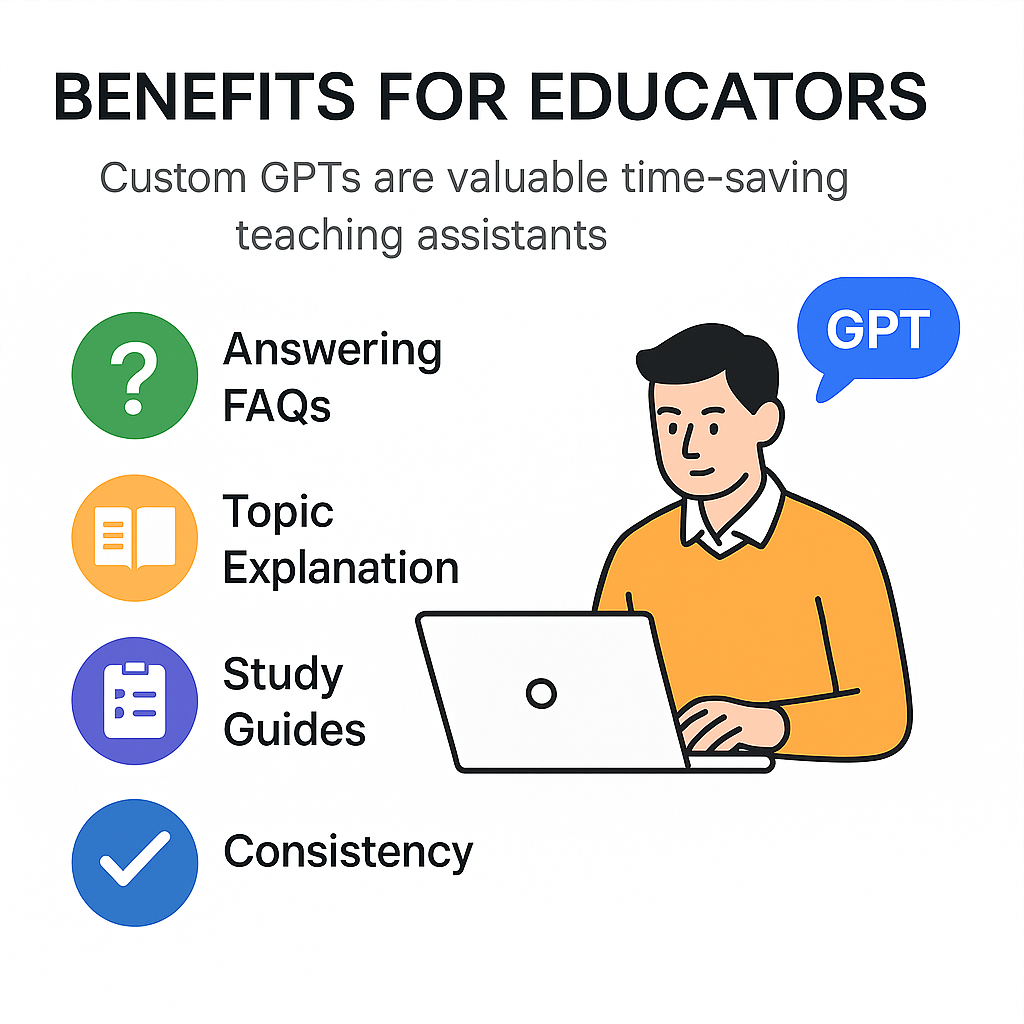 BENEFITS FOR EDUCATORS
Custom GPTs are valuable time-saving
teaching assistants
GPT
Answering
FAQs
Topic
Explanation
Study
Guides
Consistency